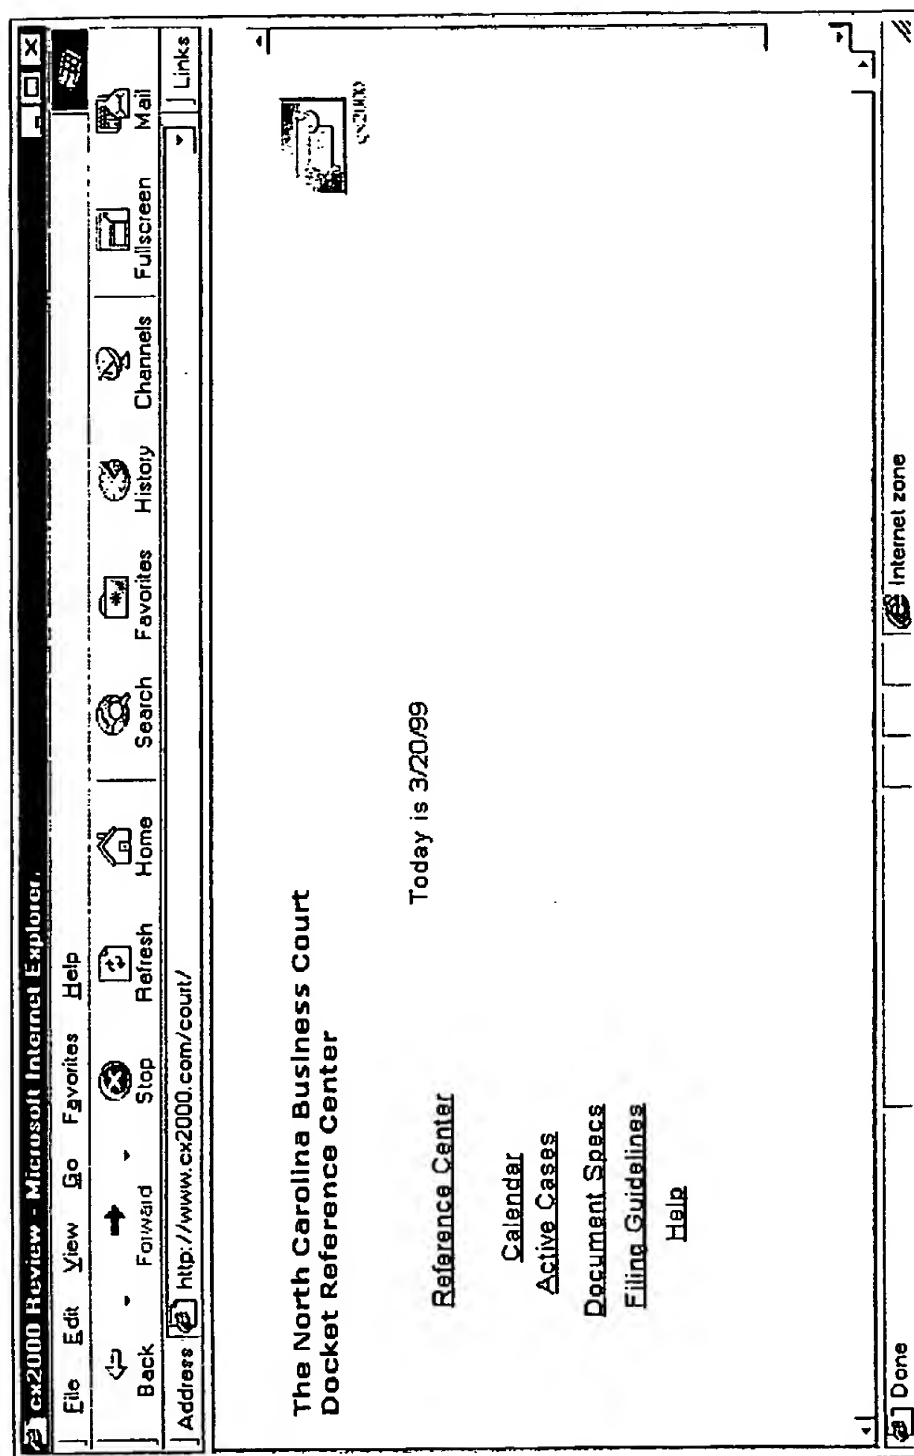 cx2000 Review - Microsoft Internet Explorer.
File Edit View Go Favorites Help
Back Forward Stop Refresh Home Search Favorites History Channels Fullscreen Mail
Address http://www.cx2000.com/court/ Links
The North Carolina Business Court
Docket Reference Center
cx2000
Today is 3/20/99
Reference Center
Calendar
Active Cases
Document Specs
Filing Guidelines
Help
Done Internet zone